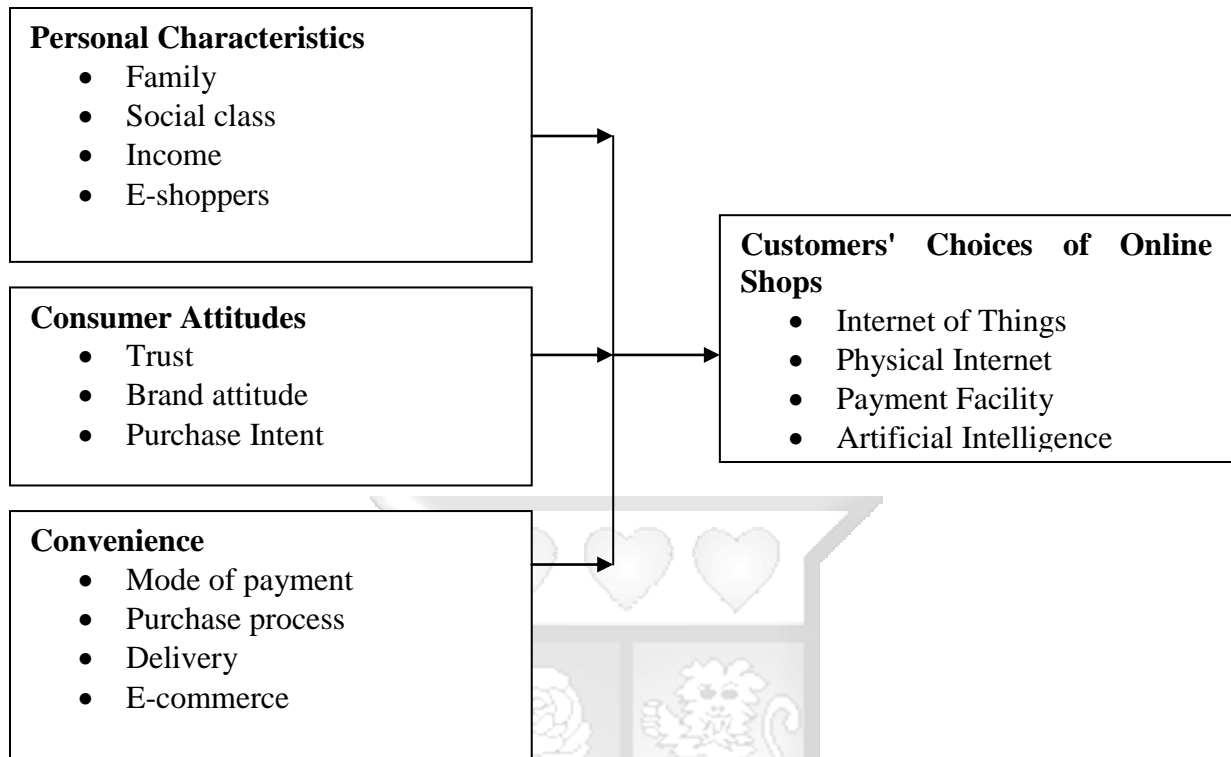 Personal Characteristics
• Family
• Social class
• Income
• E-shoppers
Consumer Attitudes
• Trust
• Brand attitude
• Purchase Intent
Convenience
• Mode of payment
• Purchase process
• Delivery
• E-commerce
Customers' Choices of Online
Shops
• Internet of Things
• Physical Internet
• Payment Facility
• Artificial Intelligence